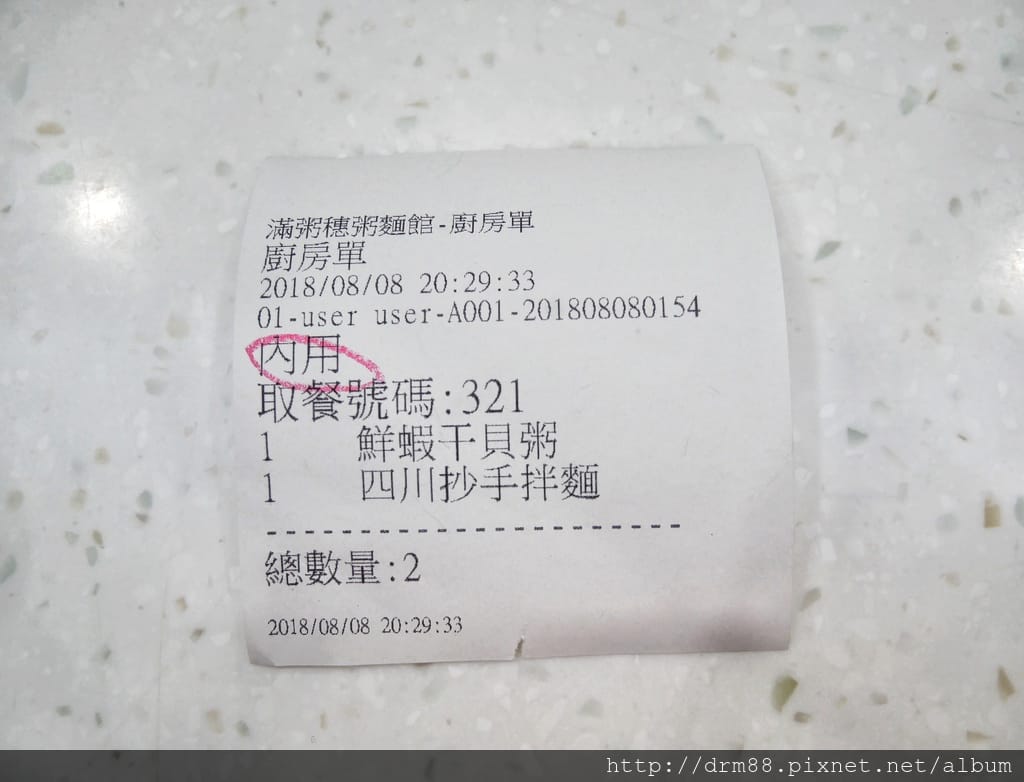 滿粥穗粥麵館-廚房單
廚房單
2018/08/08 20:29:33
01-user user-A001-201808080154
內用
取餐號碼:321
1 鮮蝦干貝粥
1 四川抄手拌麵
-----------------------
總數量:2
2018/08/08 20:29:33
http://drm88.pixnet.net/album